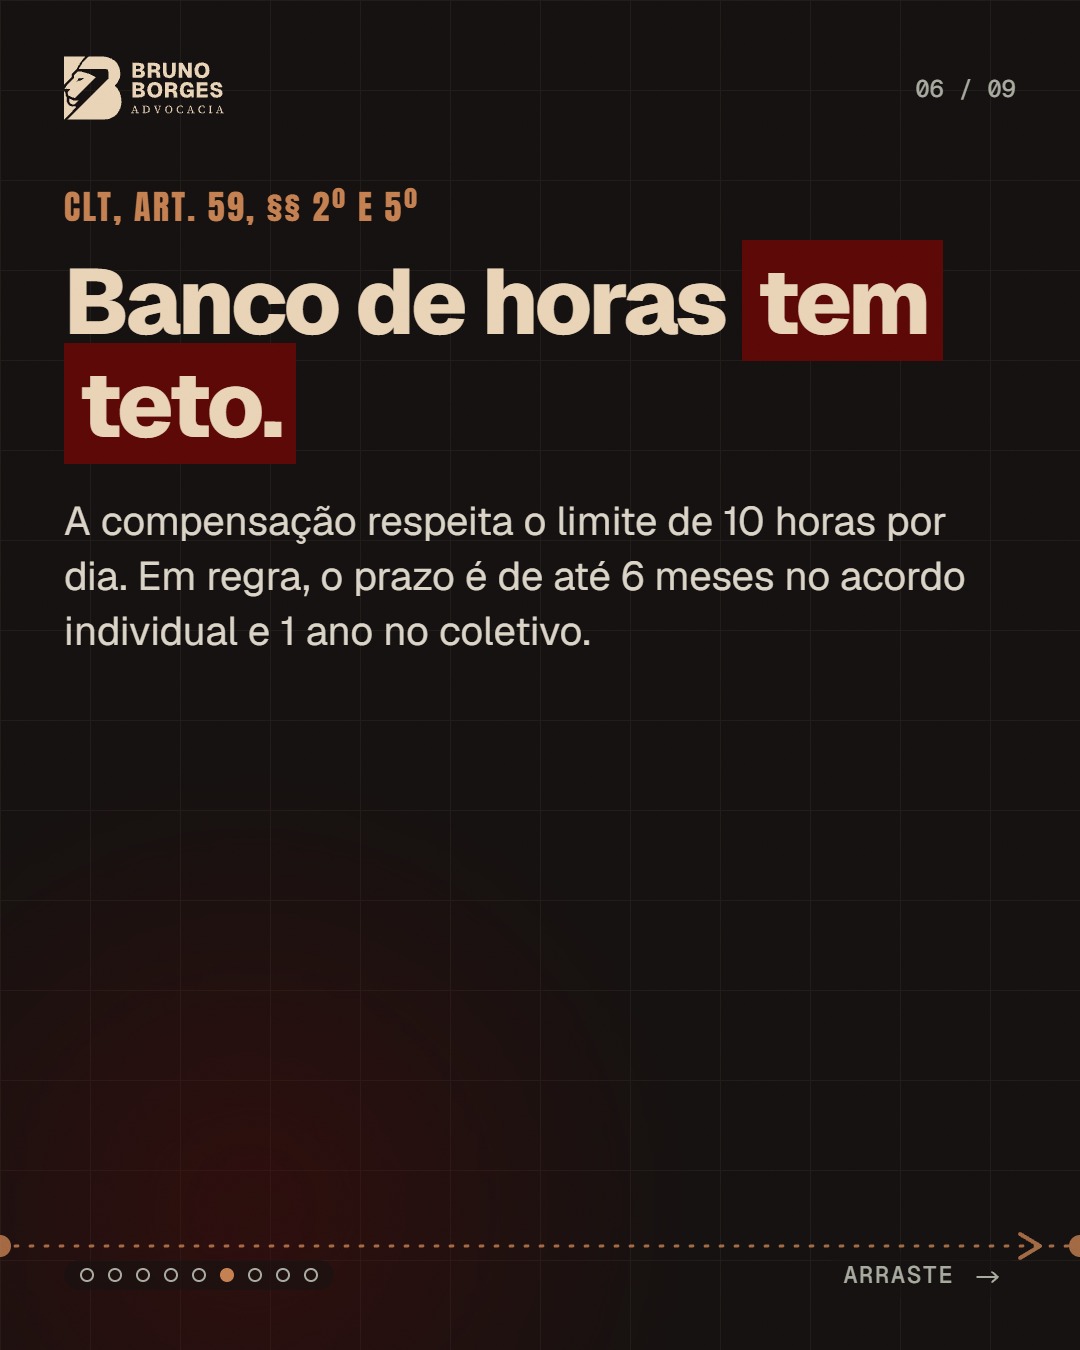 BRUNO
BORGES
ADVOCACIA
06 / 09
CLT, ART. 59, §§ 2º E 5º
Banco de horas tem
teto.
A compensação respeita o limite de 10 horas por
dia. Em regra, o prazo é de até 6 meses no acordo
individual e 1 ano no coletivo.
ARRASTE →